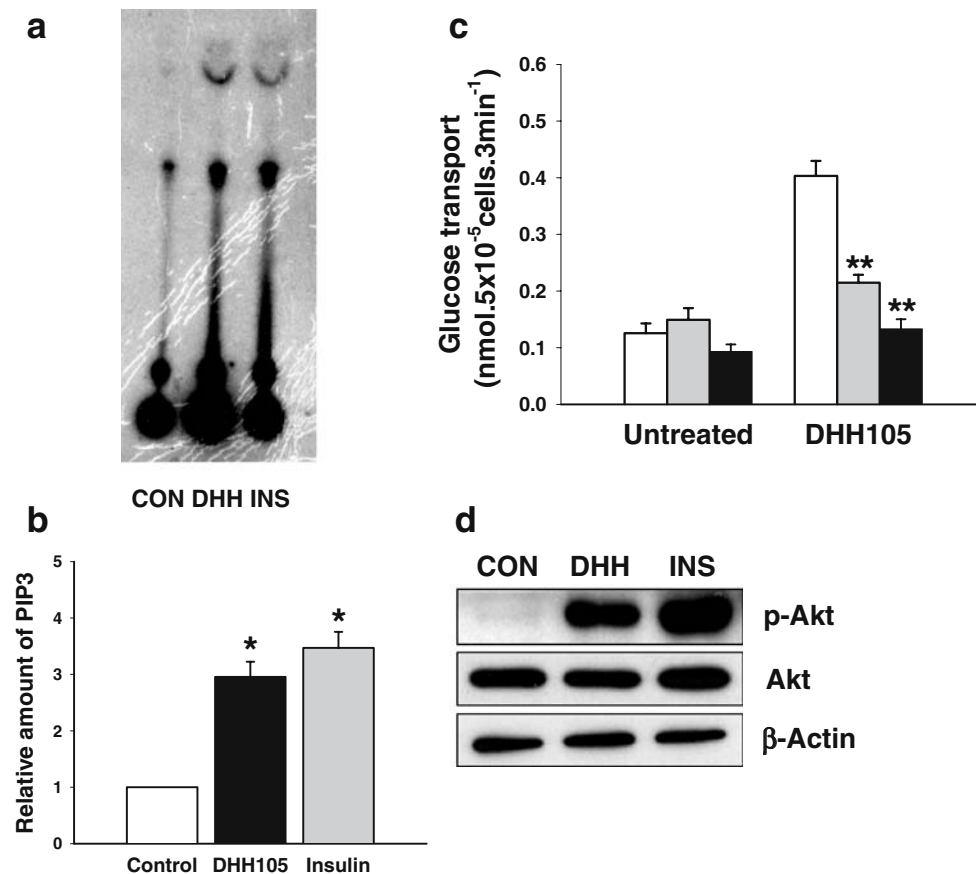 a
CON DHH INS
b
Relative amount of PIP3
5
4
3
2
1
0
*
*
Control DHH105 Insulin
c
Glucose transport
(nmol.5x10⁻⁵cells.3min⁻¹)
0.6
0.5
0.4
0.3
0.2
0.1
0.0
**
**
Untreated DHH105
d
CON DHH INS
p-Akt
Akt
β-Actin